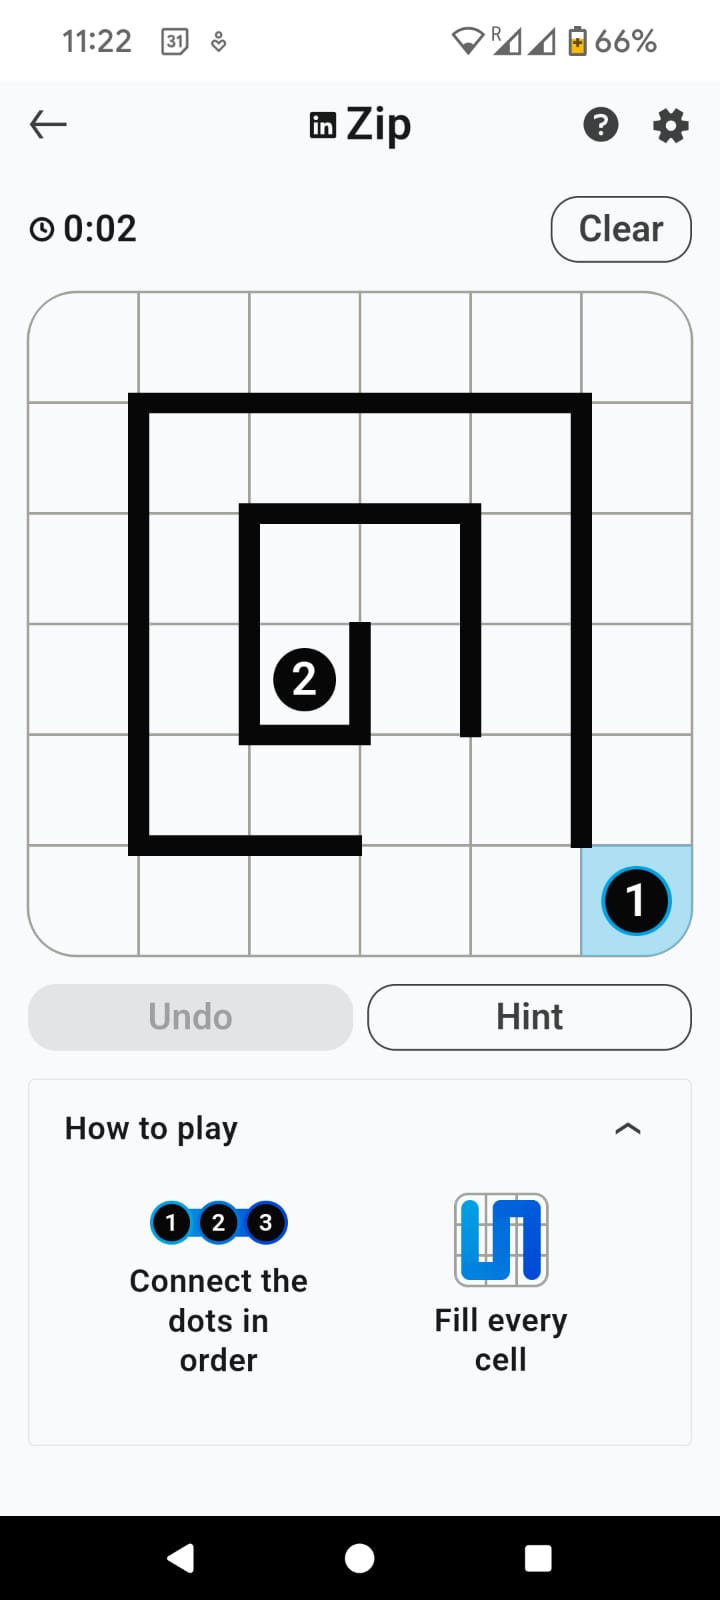 11:22 31 R 66%
in Zip ?
0:02 Clear
2
1
Undo Hint
How to play
1 2 3
Connect the
dots in
order
Fill every
cell